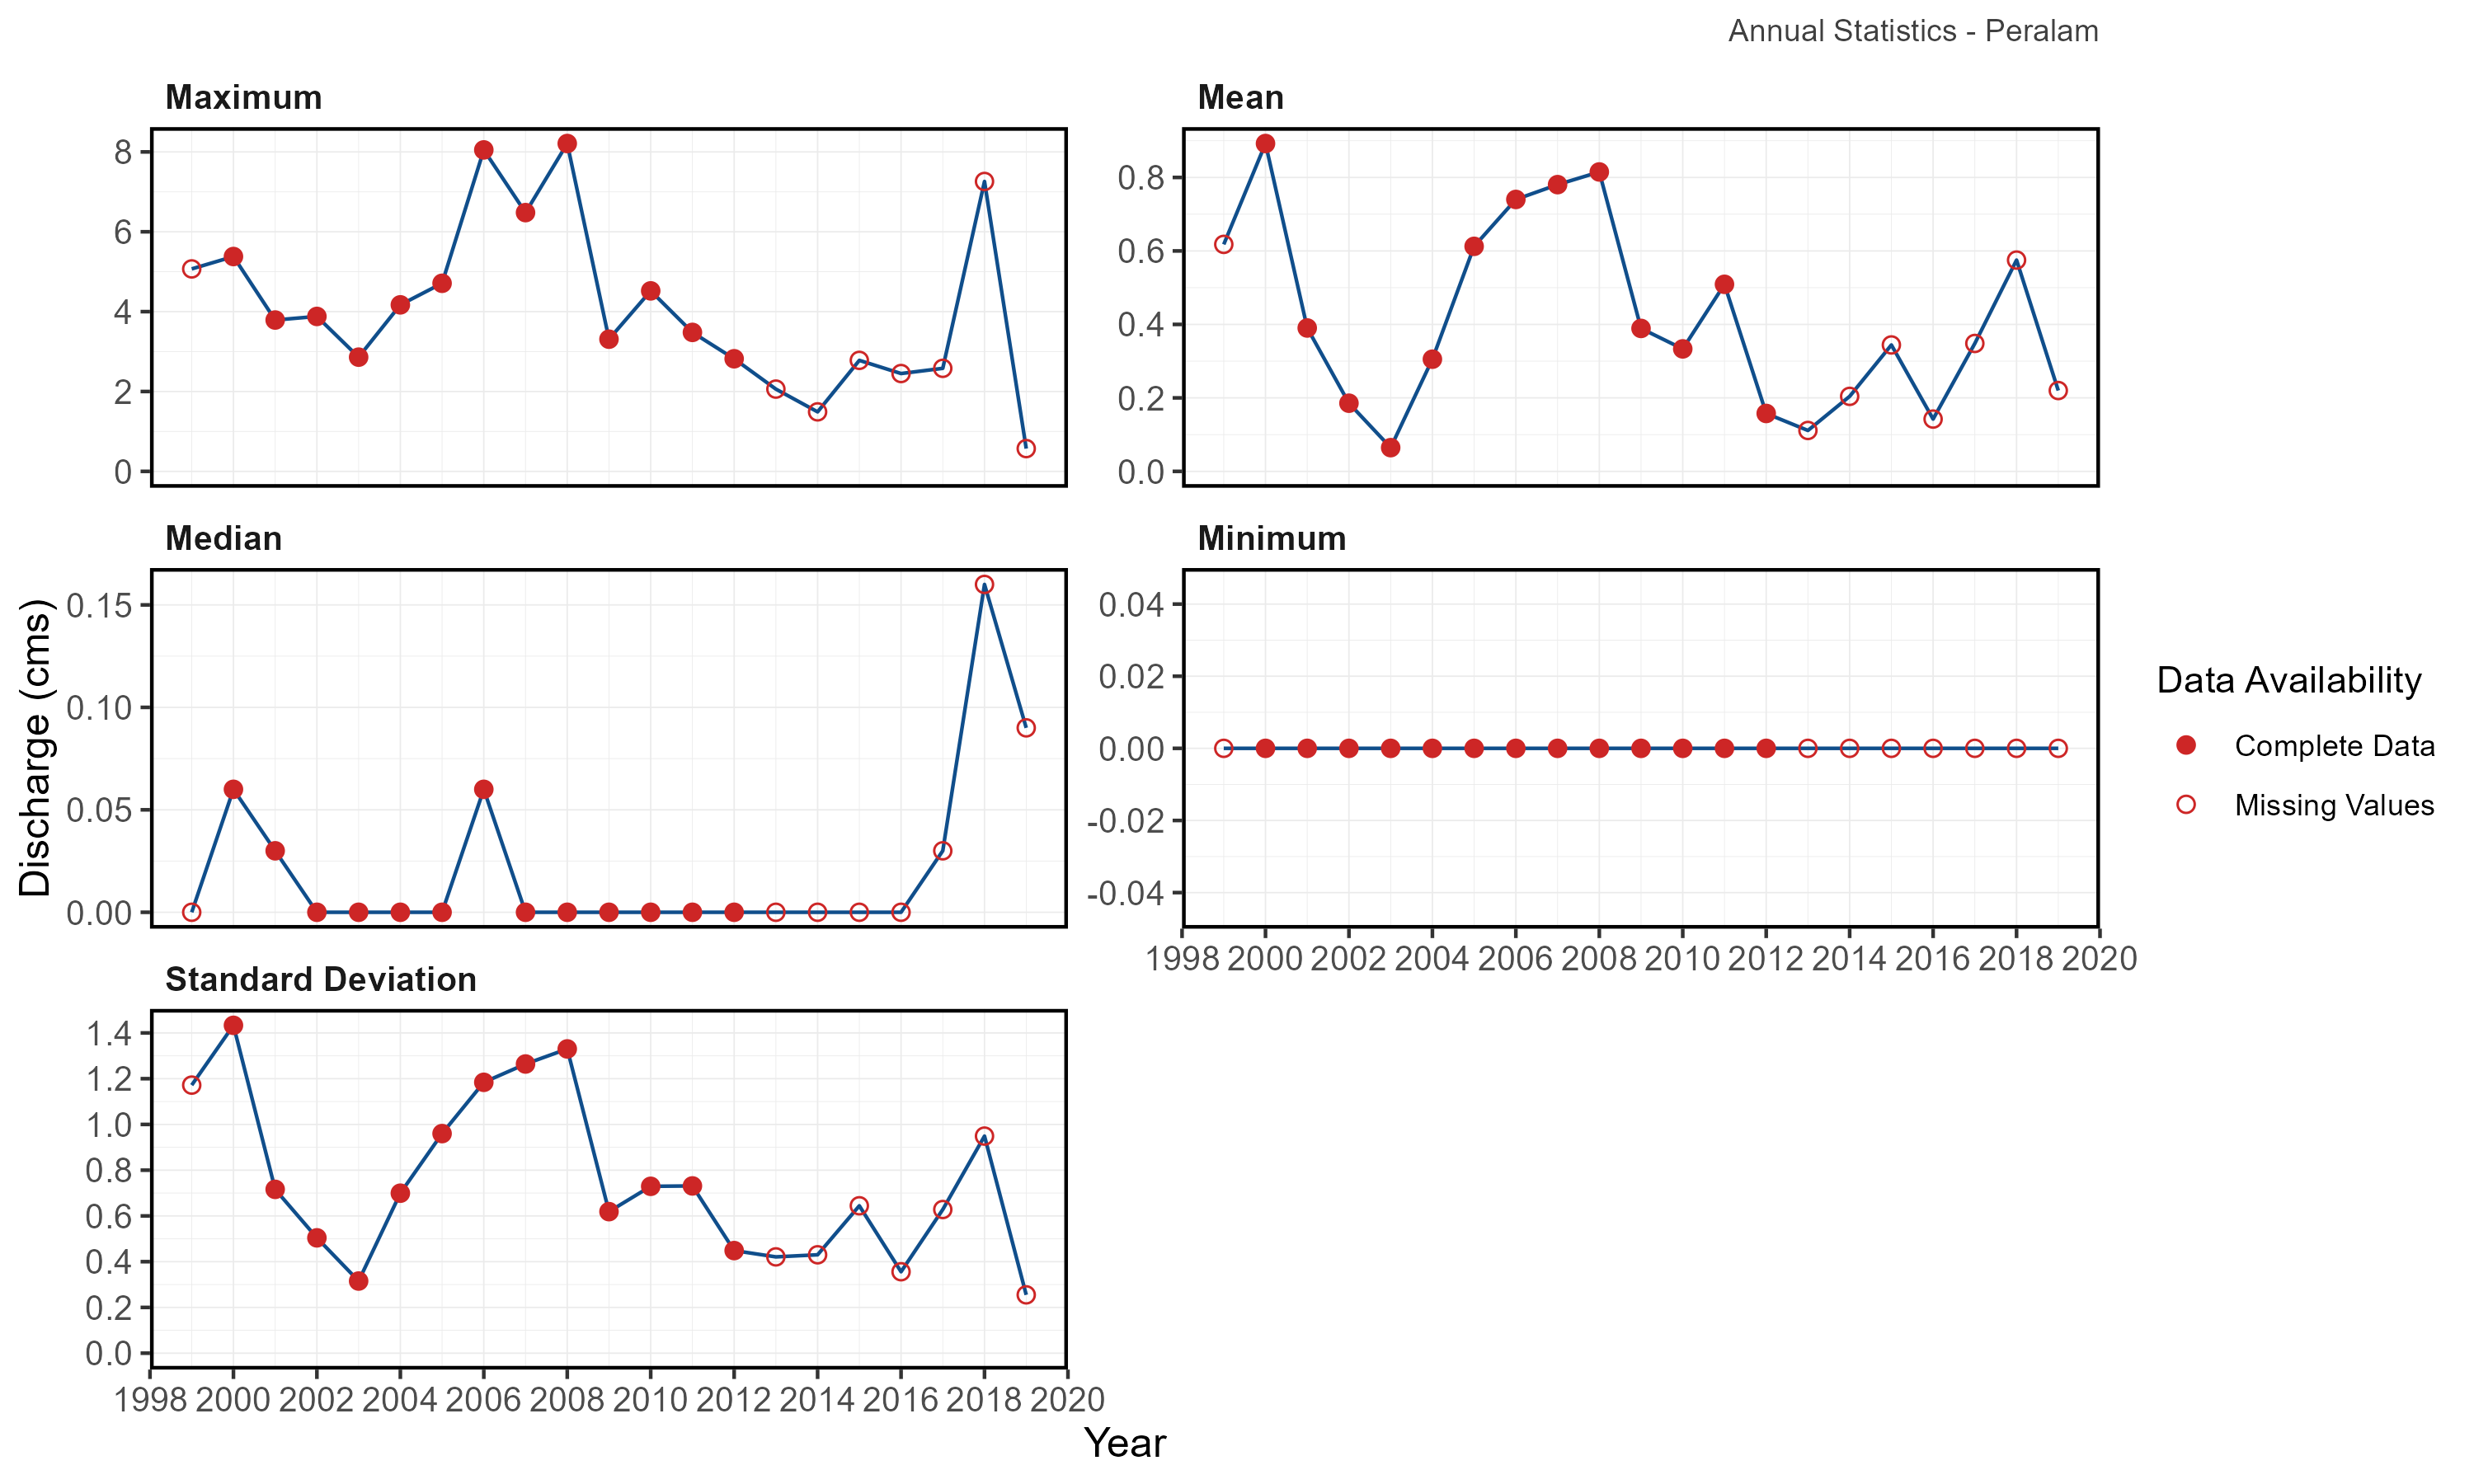 Annual Statistics - Peralam
Maximum
8
6
4
2
0
Mean
0.8
0.6
0.4
0.2
0.0
Discharge (cms)
Median
0.15
0.10
0.05
0.00
Minimum
0.04
0.02
0.00
-0.02
-0.04
1998 2000 2002 2004 2006 2008 2010 2012 2014 2016 2018 2020
Standard Deviation
1.4
1.2
1.0
0.8
0.6
0.4
0.2
0.0
1998 2000 2002 2004 2006 2008 2010 2012 2014 2016 2018 2020
Year
Data Availability
Complete Data
Missing Values